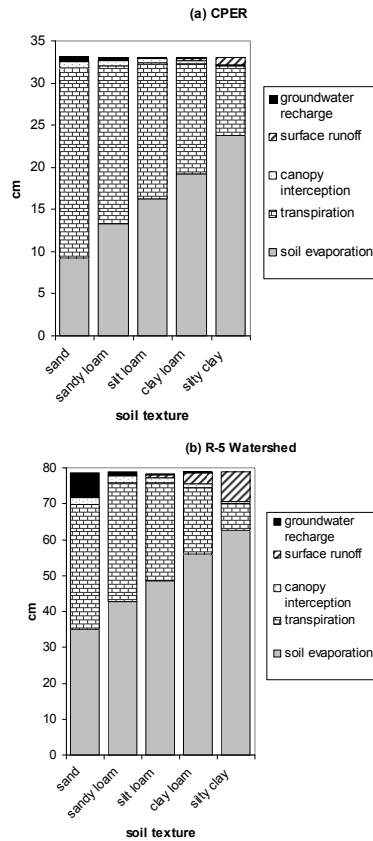 (a) CPER
35
30
25
20
15
10
5
0
cm
sand
sandy loam
silt loam
clay loam
silty clay
soil texture
groundwater
recharge
surface runoff
canopy
interception
transpiration
soil evaporation
(b) R-5 Watershed
80
70
60
50
40
30
20
10
0
cm
sand
sandy loam
silt loam
clay loam
silty clay
soil texture
groundwater
recharge
surface runoff
canopy
interception
transpiration
soil evaporation